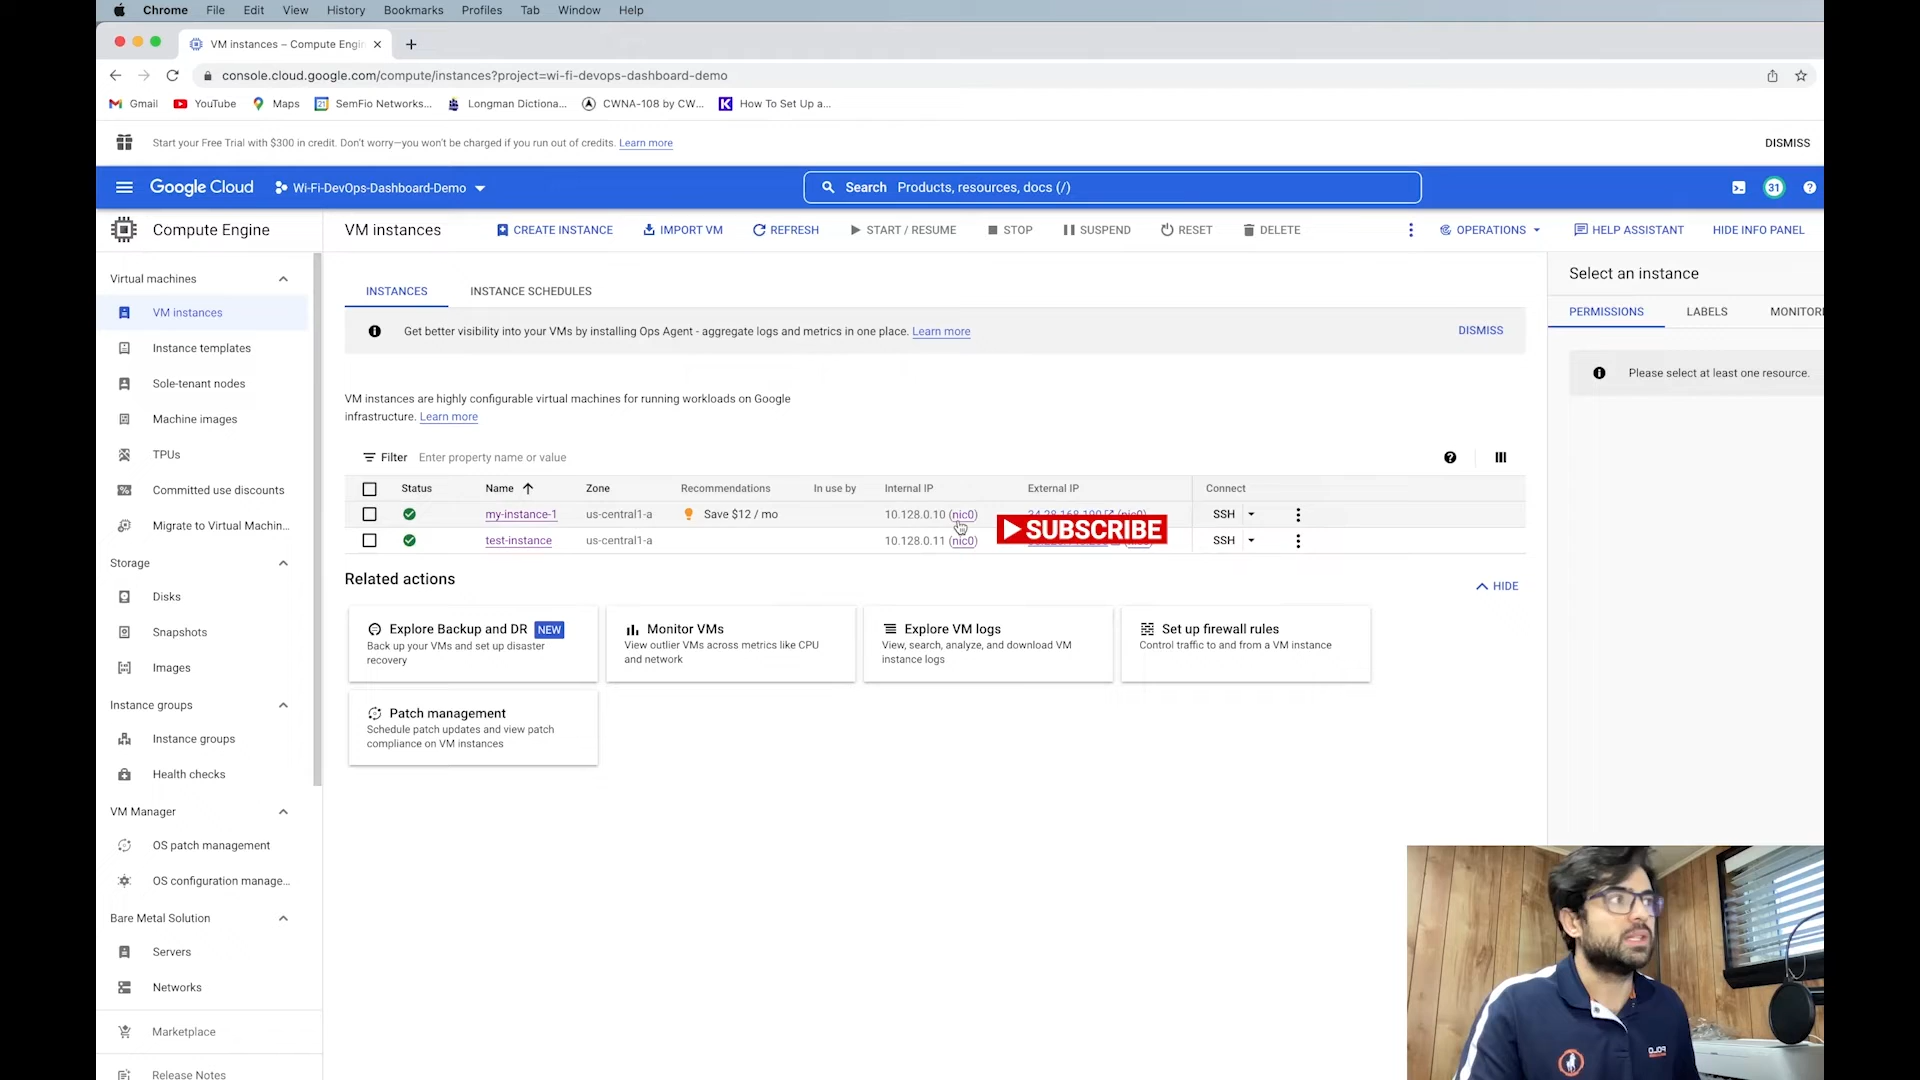 Chrome File Edit View History Bookmarks Profiles Tab Window Help
VM instances – Compute Engin
console.cloud.google.com/compute/instances?project=wi-fi-devops-dashboard-demo
Gmail YouTube Maps SemFio Networks... Longman Dictiona... CWNA-108 by CW... How To Set Up a...
Start your Free Trial with $300 in credit. Don't worry—you won't be charged if you run out of credits. Learn more DISMISS
Google Cloud Wi-Fi-DevOps-Dashboard-Demo Search Products, resources, docs (/) 31
Compute Engine VM instances CREATE INSTANCE IMPORT VM REFRESH START / RESUME STOP SUSPEND RESET DELETE OPERATIONS HELP ASSISTANT HIDE INFO PANEL
Virtual machines
VM instances
Instance templates
Sole-tenant nodes
Machine images
TPUs
Committed use discounts
Migrate to Virtual Machin...
Storage
Disks
Snapshots
Images
Instance groups
Instance groups
Health checks
VM Manager
OS patch management
OS configuration manage...
Bare Metal Solution
Servers
Networks
Marketplace
Release Notes
INSTANCES INSTANCE SCHEDULES
Get better visibility into your VMs by installing Ops Agent - aggregate logs and metrics in one place. Learn more DISMISS
VM instances are highly configurable virtual machines for running workloads on Google
infrastructure. Learn more
Filter Enter property name or value
Status Name Zone Recommendations In use by Internal IP External IP Connect
my-instance-1 us-central1-a Save $12 / mo 10.128.0.10 (nic0) SSH
SUBSCRIBE
test-instance us-central1-a 10.128.0.11 (nic0) SSH
Related actions
HIDE
Explore Backup and DR NEW
Back up your VMs and set up disaster
recovery
Monitor VMs
View outlier VMs across metrics like CPU
and network
Explore VM logs
View, search, analyze, and download VM
instance logs
Set up firewall rules
Control traffic to and from a VM instance
Patch management
Schedule patch updates and view patch
compliance on VM instances
Select an instance
PERMISSIONS LABELS MONITORI
Please select at least one resource.
POLO